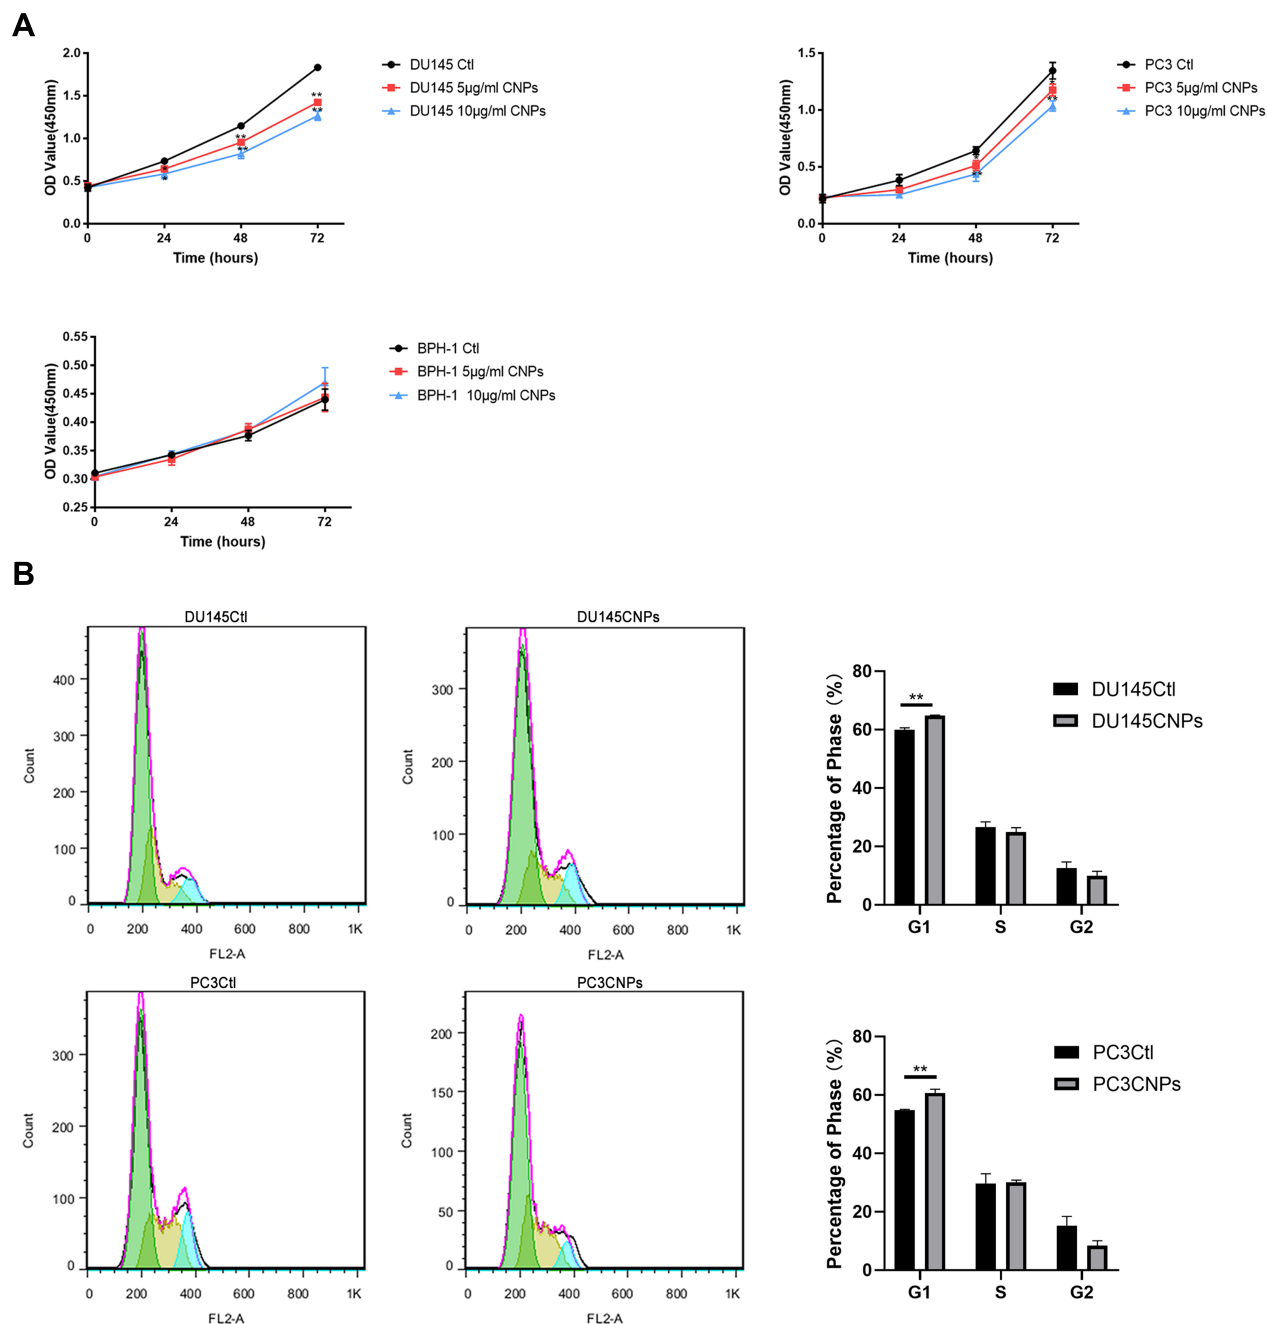 A
2.0
1.5
1.0
0.5
0.0
OD Value(450nm)
0 24 48 72
Time (hours)
* * ** ** ** **
DU145 Ctl
DU145 5μg/ml CNPs
DU145 10μg/ml CNPs
1.5
1.0
0.5
0.0
OD Value(450nm)
0 24 48 72
Time (hours)
* ** * **
PC3 Ctl
PC3 5μg/ml CNPs
PC3 10μg/ml CNPs
0.55
0.50
0.45
0.40
0.35
0.30
0.25
OD Value(450nm)
0 24 48 72
Time (hours)
BPH-1 Ctl
BPH-1 5μg/ml CNPs
BPH-1 10μg/ml CNPs
B
DU145Ctl
400
300
200
100
0
Count
0 200 400 600 800 1K
FL2-A
DU145CNPs
300
200
100
0
Count
0 200 400 600 800 1K
FL2-A
80
60
40
20
0
Percentage of Phase (%)
**
G1 S G2
DU145Ctl
DU145CNPs
PC3Ctl
300
200
100
0
Count
0 200 400 600 800 1K
FL2-A
PC3CNPs
200
150
100
50
0
Count
0 200 400 600 800 1K
FL2-A
80
60
40
20
0
Percentage of Phase (%)
**
G1 S G2
PC3Ctl
PC3CNPs